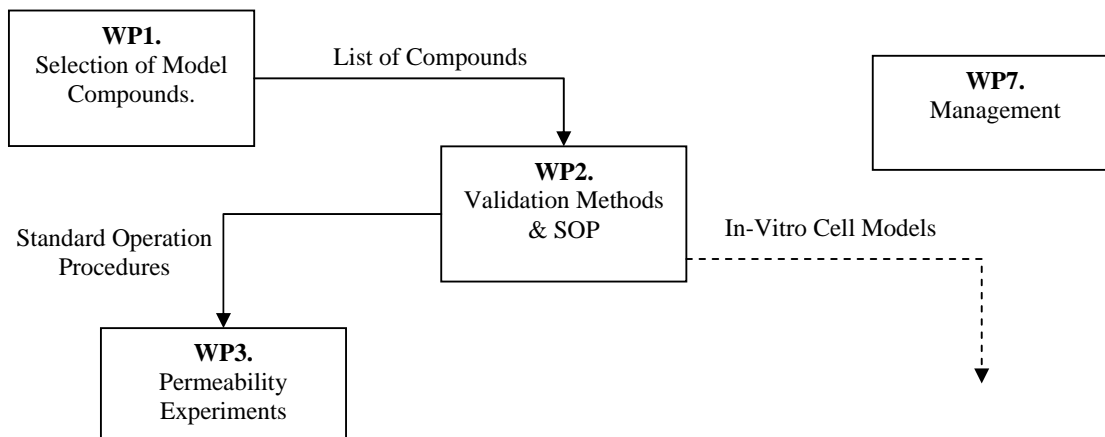 WP1.
Selection of Model
Compounds.
List of Compounds
WP7.
Management
WP2.
Validation Methods
& SOP
Standard Operation
Procedures
In-Vitro Cell Models
WP3.
Permeability
Experiments